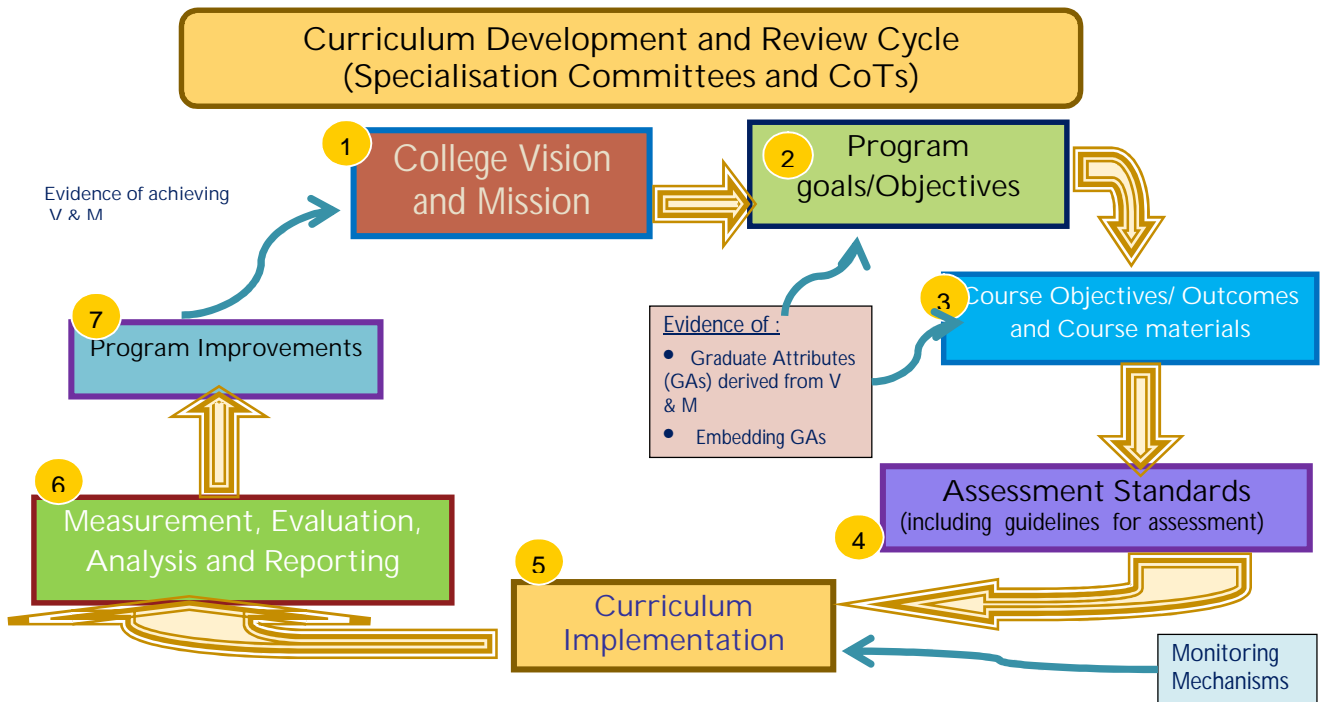 Curriculum Development and Review Cycle
(Specialisation Committees and CoTs)
1
College Vision
and Mission
2
Program
goals/Objectives
Evidence of achieving
V & M
3
Course Objectives/ Outcomes
and Course materials
7
Program Improvements
Evidence of :
• Graduate Attributes
(GAs) derived from V
& M
• Embedding GAs
6
Measurement, Evaluation,
Analysis and Reporting
Assessment Standards
(including guidelines for assessment)
4
5
Curriculum
Implementation
Monitoring
Mechanisms